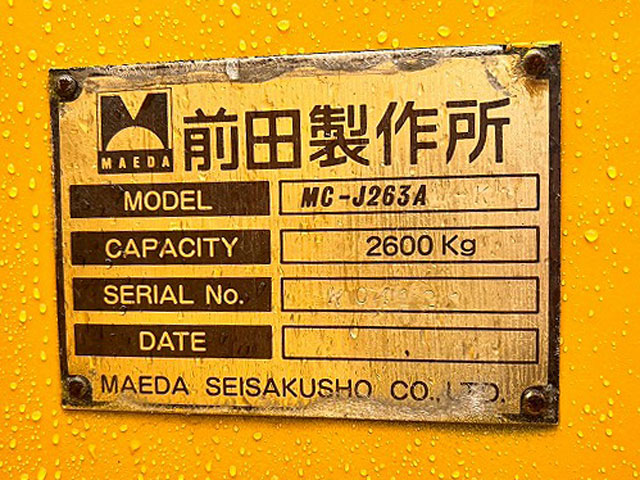 MAEDA 前田製作所
MODEL MC-J263A
CAPACITY 2600 Kg
SERIAL No.
DATE
MAEDA SEISAKUSHO CO.,LTD.